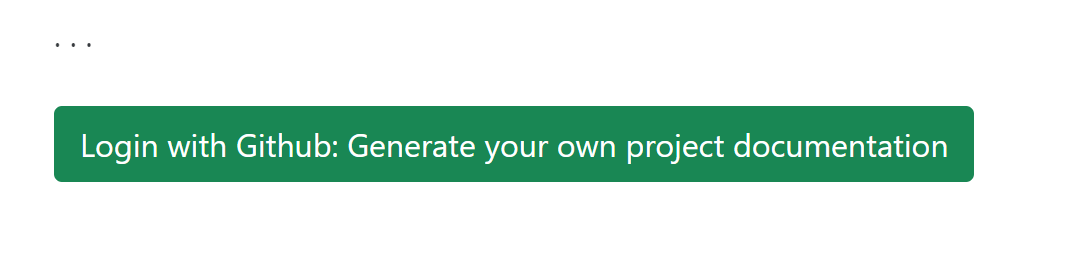 . . .
Login with Github: Generate your own project documentation